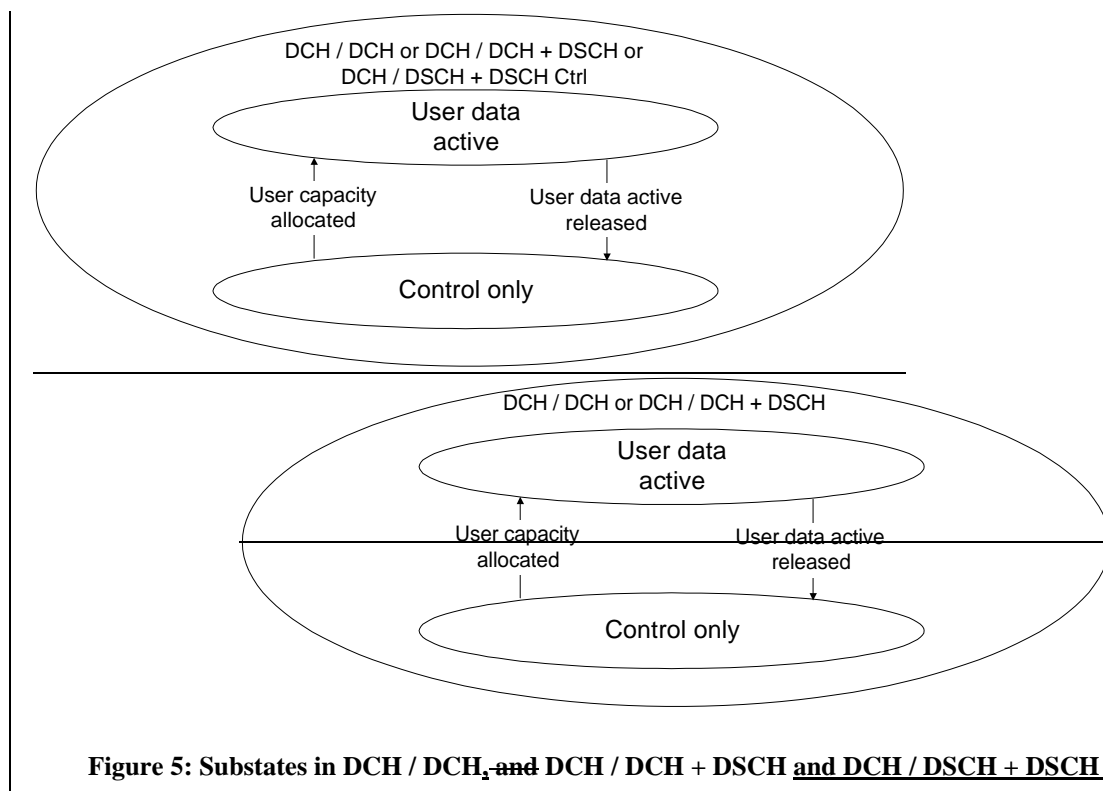 DCH / DCH or DCH / DCH + DSCH or
DCH / DSCH + DSCH Ctrl
User data
active
User capacity
allocated
User data active
released
Control only
DCH / DCH or DCH / DCH + DSCH
User data
active
User capacity
allocated
User data active
released
Control only
Figure 5: Substates in DCH / DCH, and DCH / DCH + DSCH and DCH / DSCH + DSCH